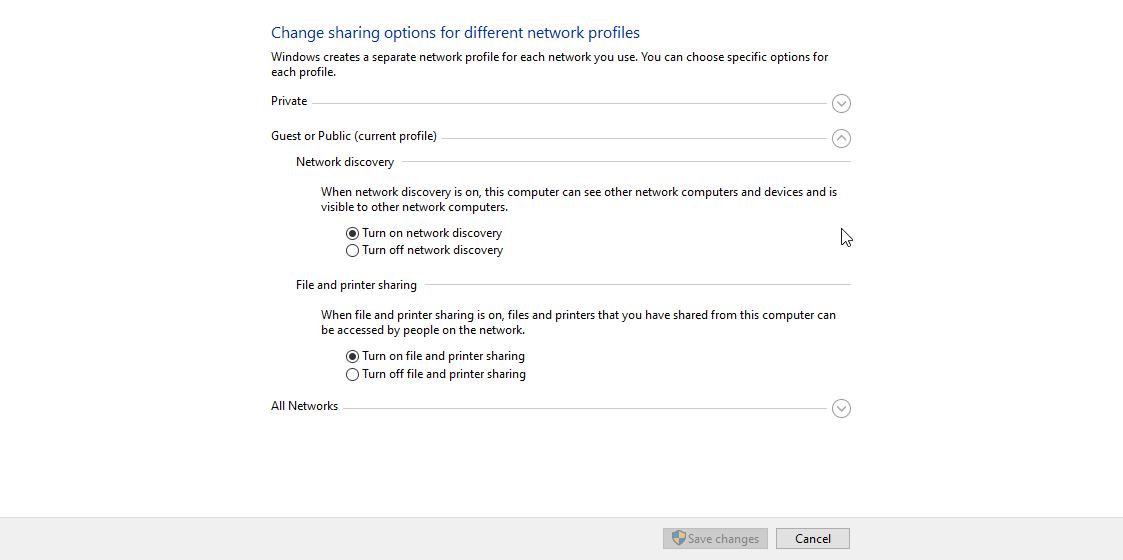 Change sharing options for different network profiles
Windows creates a separate network profile for each network you use. You can choose specific options for
each profile.
Private
Guest or Public (current profile)
Network discovery
When network discovery is on, this computer can see other network computers and devices and is
visible to other network computers.
Turn on network discovery
Turn off network discovery
File and printer sharing
When file and printer sharing is on, files and printers that you have shared from this computer can
be accessed by people on the network.
Turn on file and printer sharing
Turn off file and printer sharing
All Networks
Save changes Cancel